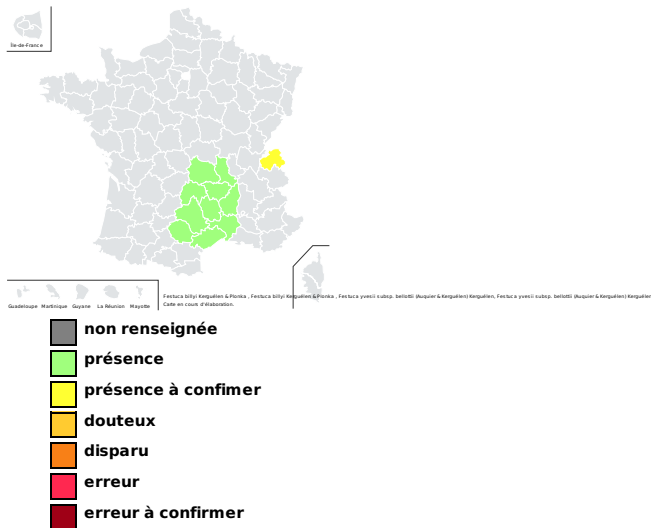 Île-de-France
Guadeloupe Martinique Guyane La Réunion Mayotte
Festuca billyi Kerguélen & Plonka , Festuca billyi Kerguélen & Plonka , Festuca yvesii subsp. bellottii (Auquier & Kerguélen) Kerguélen, Festuca yvesii subsp. bellottii (Auquier & Kerguélen) Kerguélen
Carte en cours d'élaboration.
non renseignée
présence
présence à confimer
douteux
disparu
erreur
erreur à confirmer